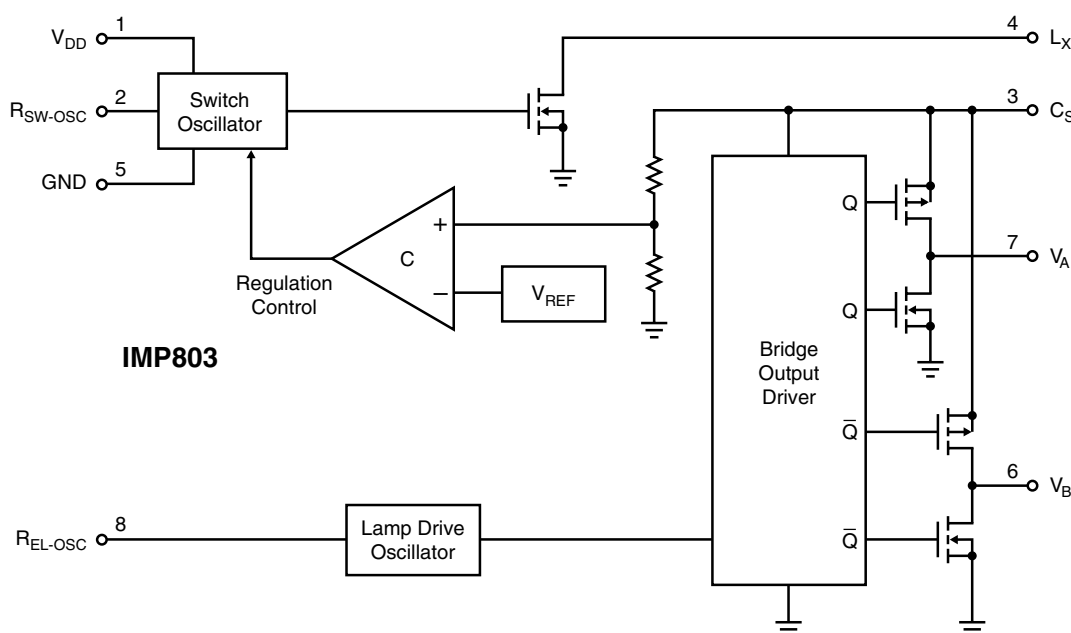 1
V_DD
2
R_SW-OSC
5
GND
Switch
Oscillator
4
L_X
3
C_S
Q
7
V_A
+
C
–
V_REF
Regulation
Control
Q
IMP803
Bridge
Output
Driver
Q̅
6
V_B
8
R_EL-OSC
Lamp Drive
Oscillator
Q̅